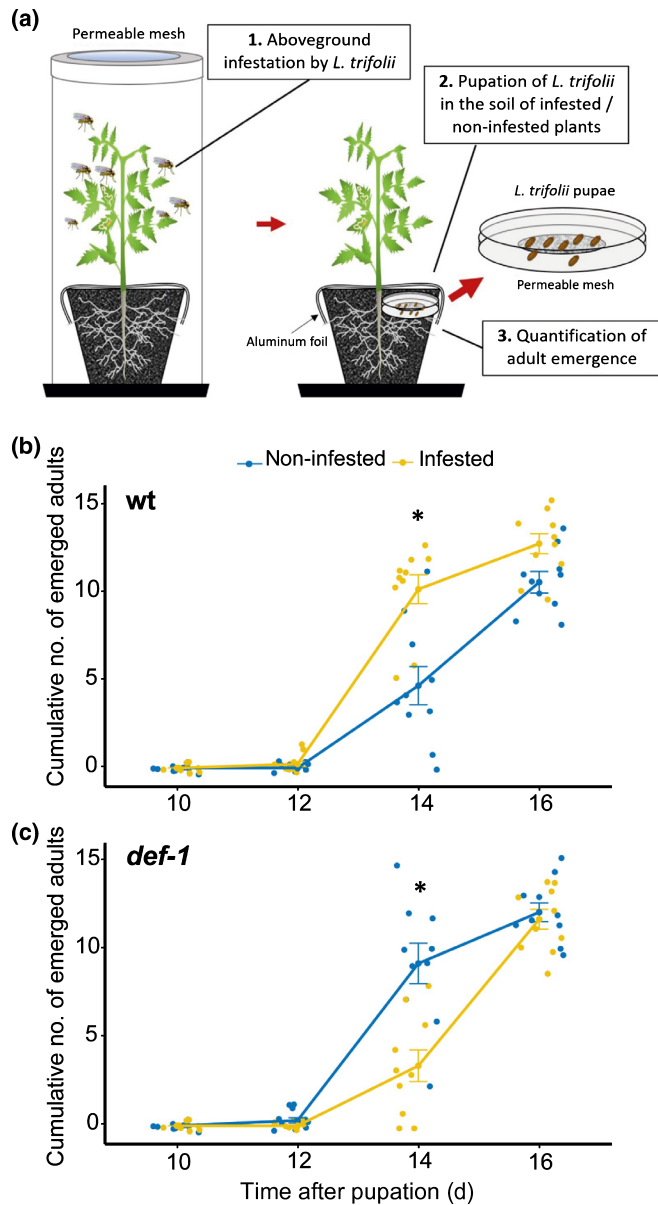 (a)
Permeable mesh
1. Aboveground
infestation by L. trifolii
2. Pupation of L. trifolii
in the soil of infested /
non-infested plants
L. trifolii pupae
Permeable mesh
Aluminum foil
3. Quantification of
adult emergence
(b)
Non-infested
Infested
wt
*
Cumulative no. of emerged adults
15
10
5
0
10
12
14
16
(c)
def-1
*
Cumulative no. of emerged adults
15
10
5
0
10
12
14
16
Time after pupation (d)